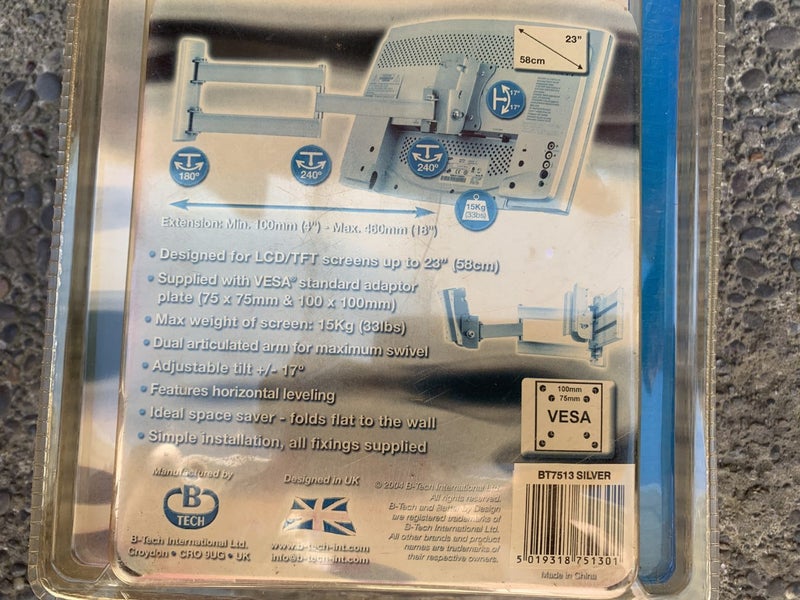 23"
58cm
17°
17°
180º
240º
240º
15Kg
(33lbs)
Extension: Min. 100mm (4") - Max. 460mm (18")
• Designed for LCD/TFT screens up to 23" (58cm)
• Supplied with VESA® standard adaptor
plate (75 x 75mm & 100 x 100mm)
• Max weight of screen: 15Kg (33lbs)
• Dual articulated arm for maximum swivel
• Adjustable tilt +/- 17º
• Features horizontal leveling
• Ideal space saver - folds flat to the wall
• Simple installation, all fixings supplied
100mm
75mm
VESA
Manufactured by
B
TECH
B-Tech International Ltd.
Croydon • CRO 9UG • UK
Designed in UK
www.b-tech-int.com
info@b-tech-int.com
© 2004 B-Tech International Ltd.
All rights reserved.
B-Tech and Better by Design
are registered trademarks of
B-Tech International Ltd.
All other brands and product
names are trademarks of
their respective owners.
BT7513 SILVER
5 019318 751301
Made in China